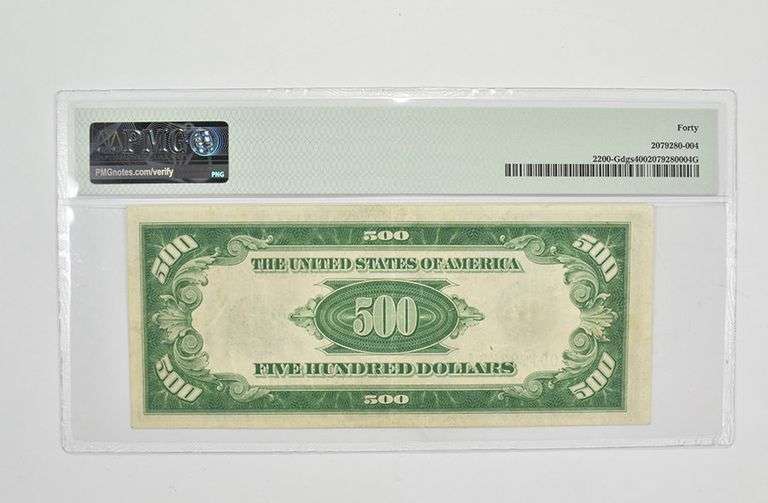 PMG
PMGnotes.com/verify
PNG
Forty
2079280-004
2200-Gdgs4002079280004G
500
500
500
THE UNITED STATES OF AMERICA
500
FIVE HUNDRED DOLLARS
500
500
500